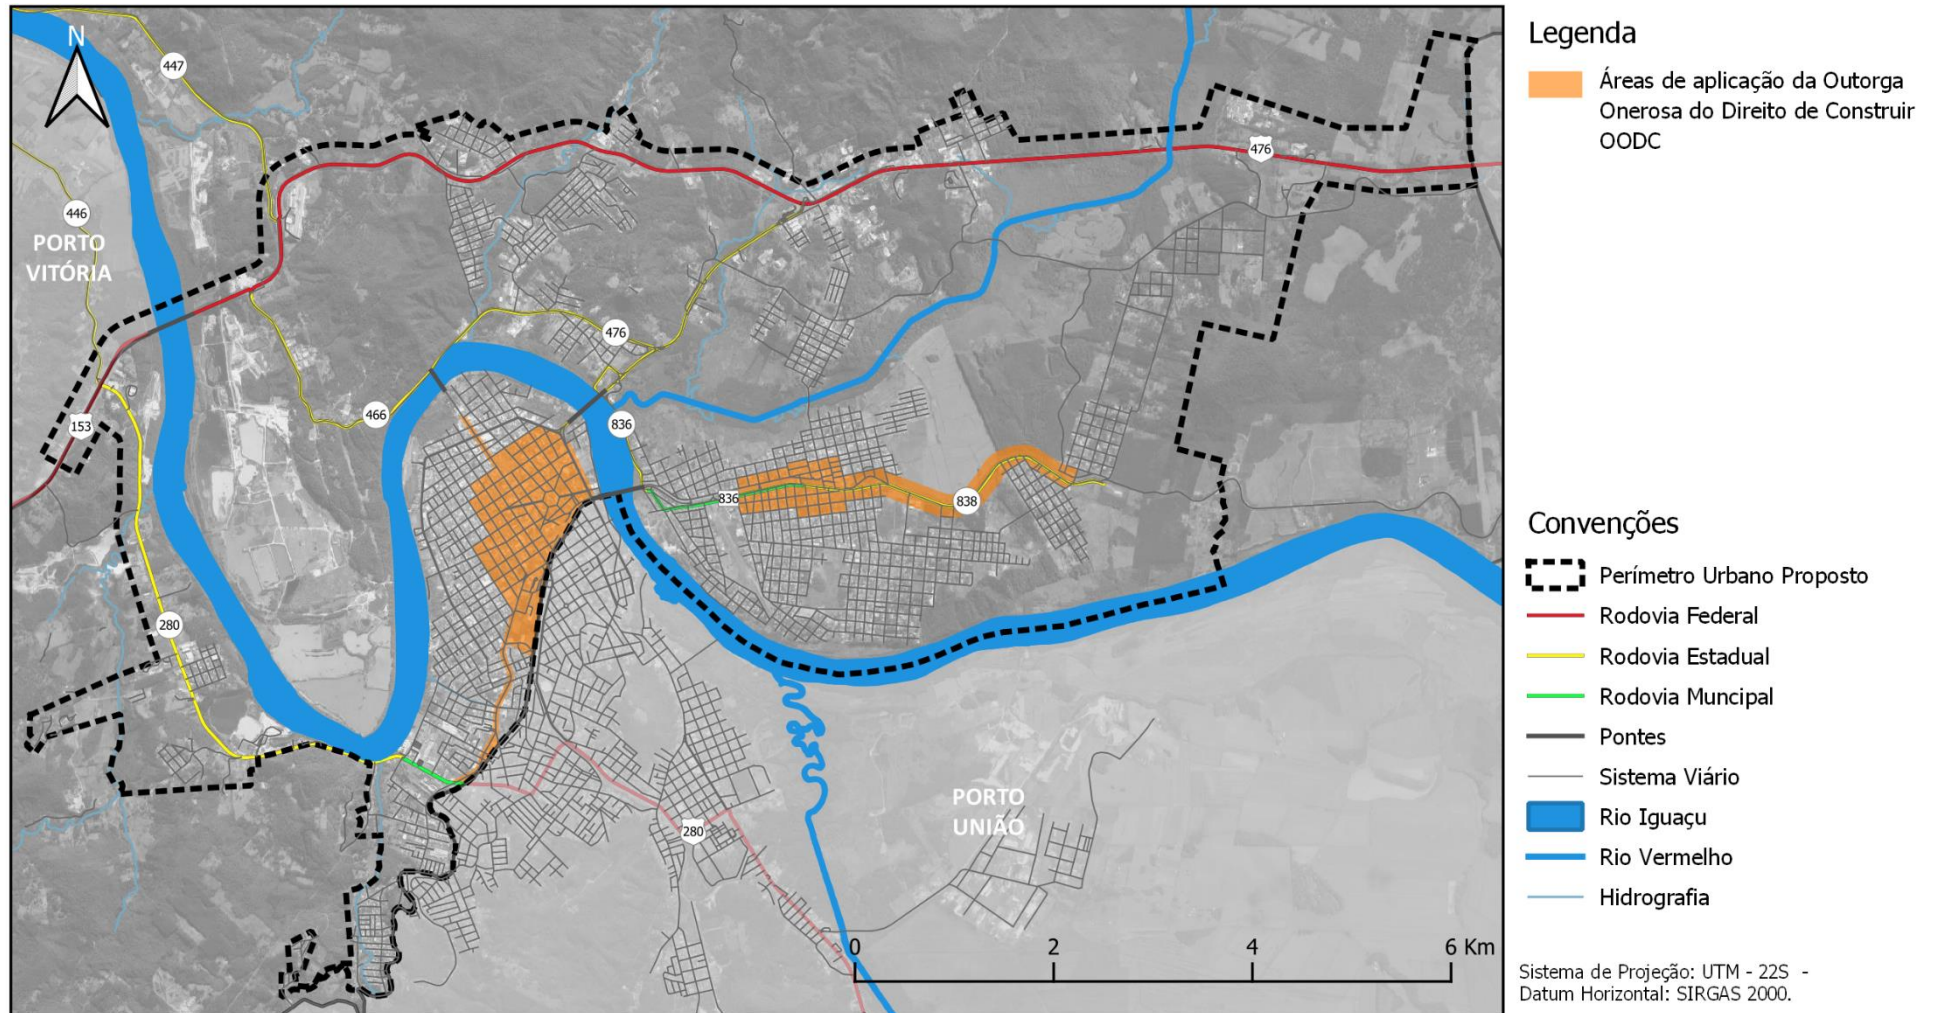 N
447
446
PORTO
VITÓRIA
476
476
466
836
153
836
838
280
280
PORTO
UNIÃO
0 2 4 6 Km
Legenda
Áreas de aplicação da Outorga
Onerosa do Direito de Construir
OODC
Convenções
Perímetro Urbano Proposto
Rodovia Federal
Rodovia Estadual
Rodovia Muncipal
Pontes
Sistema Viário
Rio Iguaçu
Rio Vermelho
Hidrografia
Sistema de Projeção: UTM - 22S -
Datum Horizontal: SIRGAS 2000.